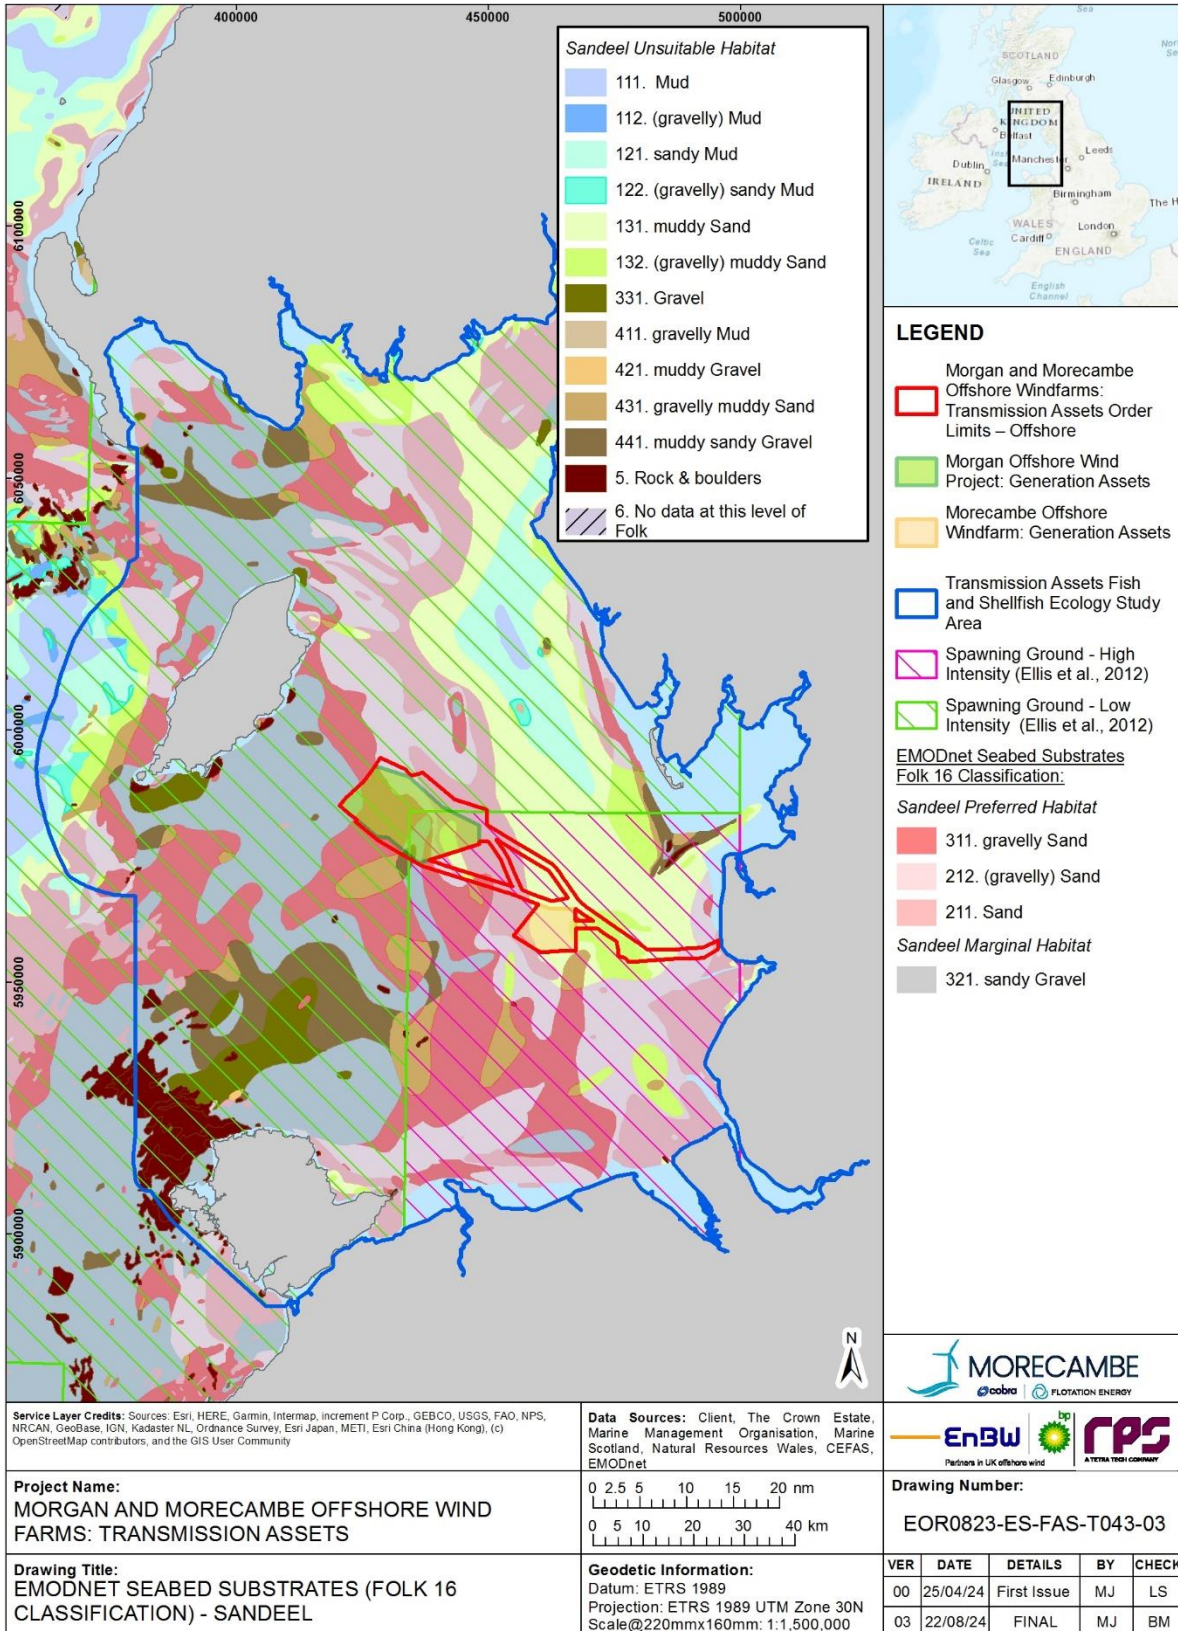 400000
450000
500000
6100000
6050000
6000000
5950000
5900000
Sandeel Unsuitable Habitat
111. Mud
112. (gravelly) Mud
121. sandy Mud
122. (gravelly) sandy Mud
131. muddy Sand
132. (gravelly) muddy Sand
331. Gravel
411. gravelly Mud
421. muddy Gravel
431. gravelly muddy Sand
441. muddy sandy Gravel
5. Rock & boulders
6. No data at this level of
Folk
N
Sea
SCOTLAND
Glasgow
Edinburgh
UNITED
KINGDOM
Belfast
Leeds
Dublin
Manchester
IRELAND
Birmingham
The H
WALES
London
Cardiff
Celtic
Sea
ENGLAND
English
Channel
LEGEND
Morgan and Morecambe
Offshore Windfarms:
Transmission Assets Order
Limits – Offshore
Morgan Offshore Wind
Project: Generation Assets
Morecambe Offshore
Windfarm: Generation Assets
Transmission Assets Fish
and Shellfish Ecology Study
Area
Spawning Ground - High
Intensity (Ellis et al., 2012)
Spawning Ground - Low
Intensity (Ellis et al., 2012)
EMODnet Seabed Substrates
Folk 16 Classification:
Sandeel Preferred Habitat
311. gravelly Sand
212. (gravelly) Sand
211. Sand
Sandeel Marginal Habitat
321. sandy Gravel
MORECAMBE
cobra FLOTATION ENERGY
EnBW
bp
Partners in UK offshore wind
RPS
A TETRA TECH COMPANY
Service Layer Credits: Sources: Esri, HERE, Garmin, Intermap, increment P Corp., GEBCO, USGS, FAO, NPS,
NRCAN, GeoBase, IGN, Kadaster NL, Ordnance Survey, Esri Japan, METI, Esri China (Hong Kong), (c)
OpenStreetMap contributors, and the GIS User Community
Data Sources: Client, The Crown Estate,
Marine Management Organisation, Marine
Scotland, Natural Resources Wales, CEFAS,
EMODnet
Project Name:
MORGAN AND MORECAMBE OFFSHORE WIND
FARMS: TRANSMISSION ASSETS
0 2.5 5 10 15 20 nm
0 5 10 20 30 40 km
Drawing Number:
EOR0823-ES-FAS-T043-03
Drawing Title:
EMODNET SEABED SUBSTRATES (FOLK 16
CLASSIFICATION) - SANDEEL
Geodetic Information:
Datum: ETRS 1989
Projection: ETRS 1989 UTM Zone 30N
Scale@220mmx160mm: 1:1,500,000
VER DATE DETAILS BY CHECK
00 25/04/24 First Issue MJ LS
03 22/08/24 FINAL MJ BM